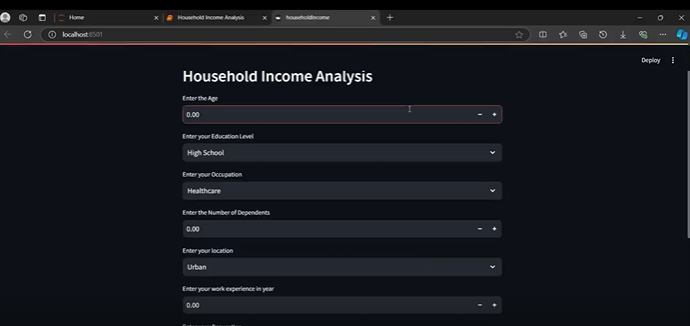 Home
Household Income Analysis
householdincome
localhost:8501
Deploy
Household Income Analysis
Enter the Age
0.00
Enter your Education Level
High School
Enter your Occupation
Healthcare
Enter the Number of Dependents
0.00
Enter your location
Urban
Enter your work experience in year
0.00